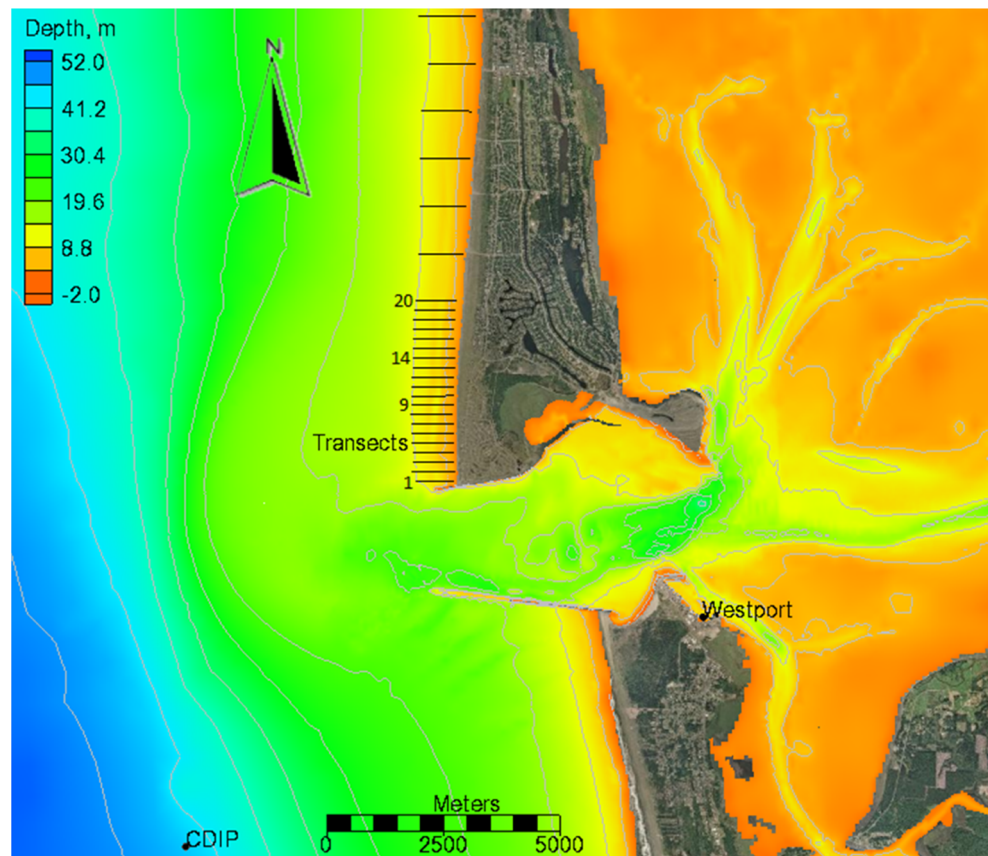 Depth, m
52.0
41.2
30.4
19.6
8.8
-2.0
N
20
14
9
Transects
1
Westport
Meters
0 2500 5000
CDIP